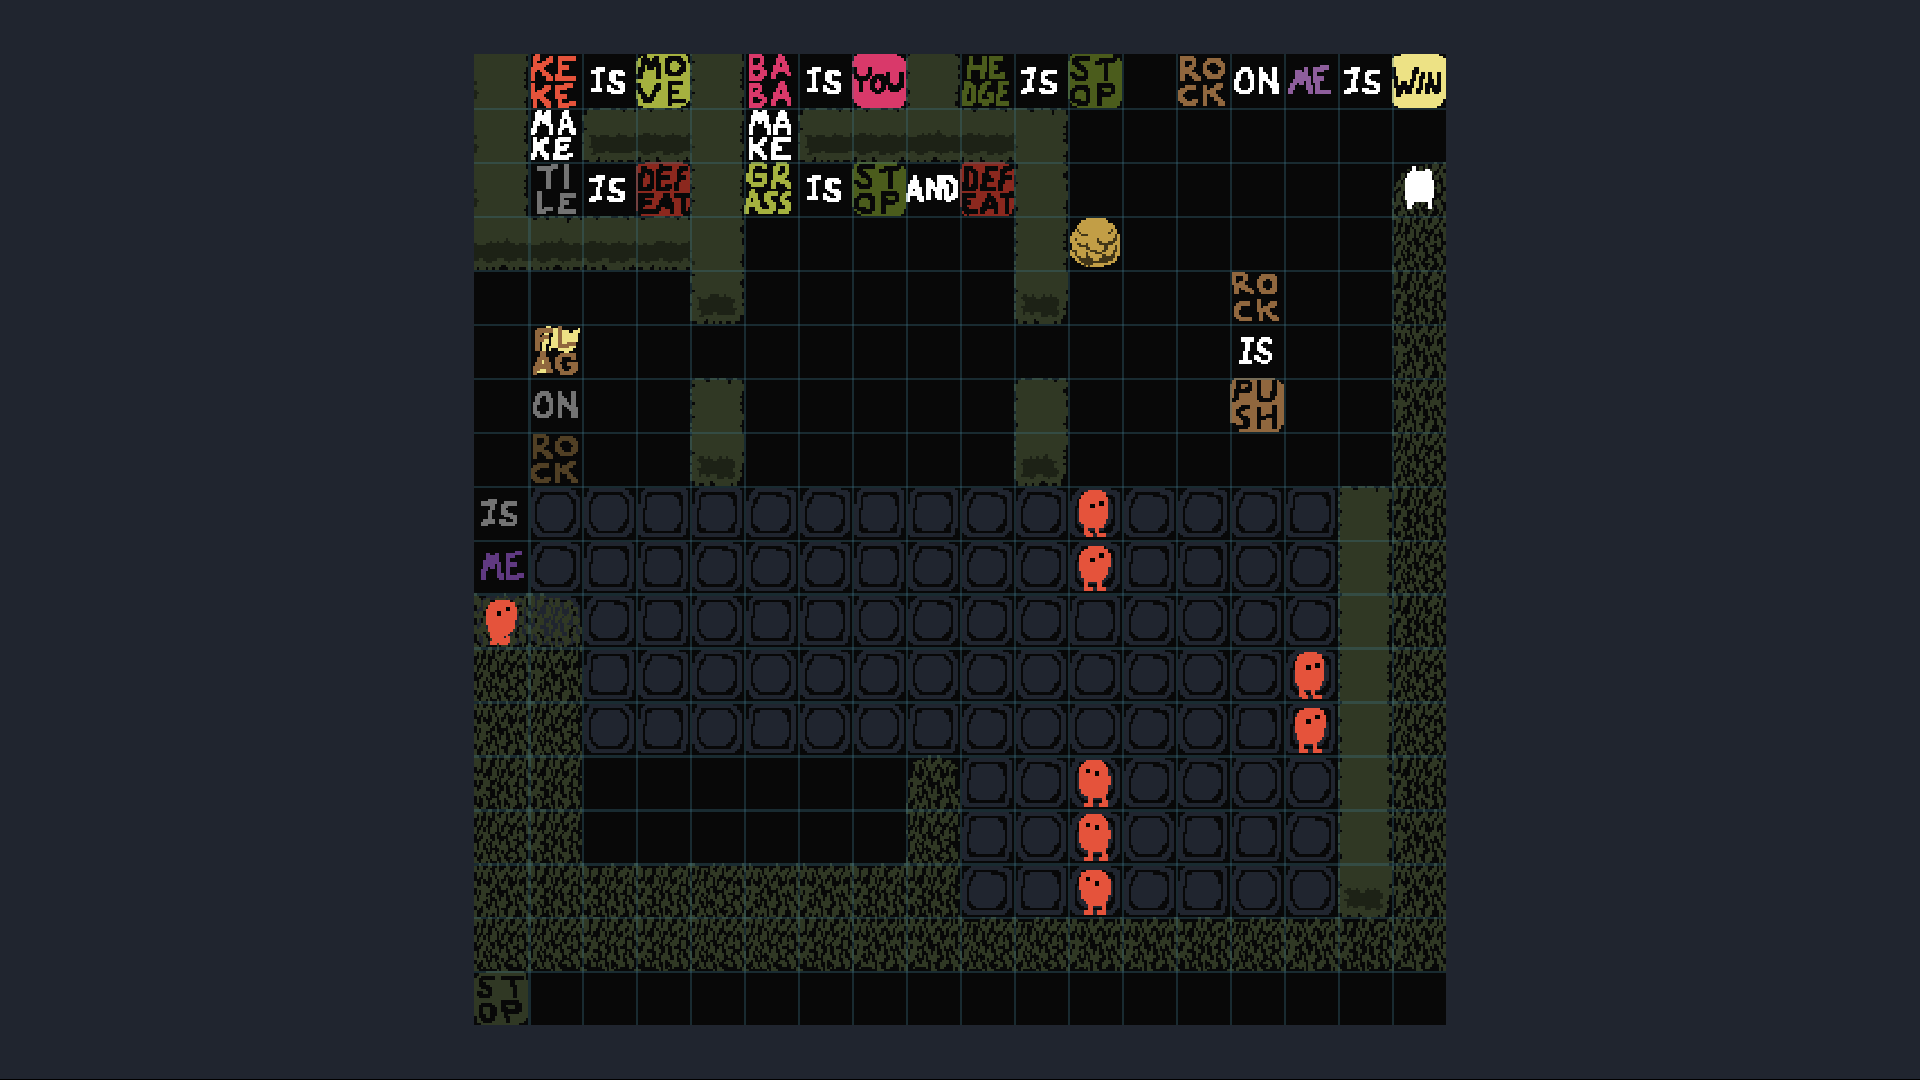 KEKE IS MOVE BABA IS YOU HEDGE IS STOP ROCK ON ME IS WIN
MAKE MAKE
TILE IS DEFEAT GRASS IS STOP AND DEFEAT
ROCK
FLAG IS
ON PUSH
ROCK
IS
ME
STOP